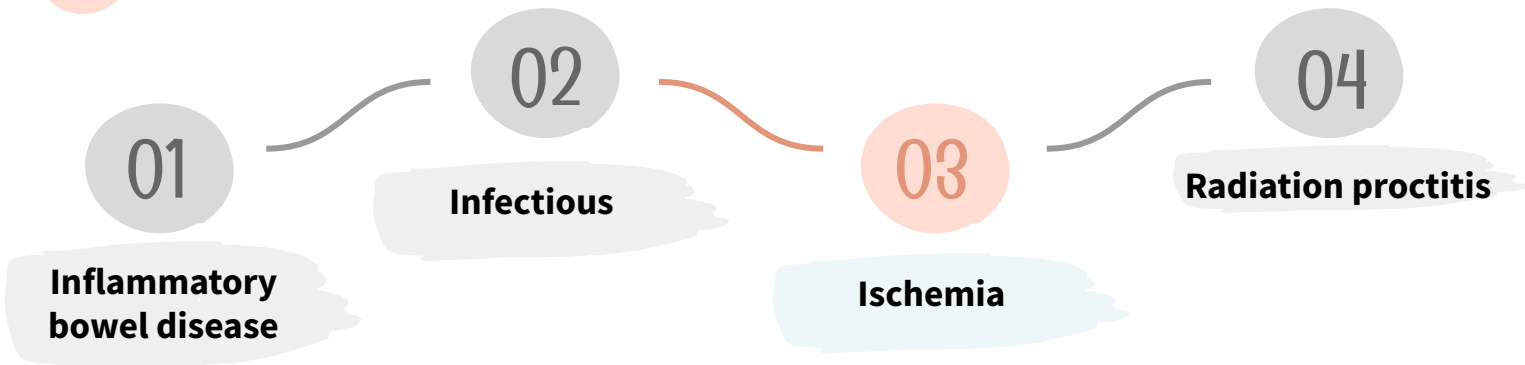 01
Inflammatory
bowel disease
02
Infectious
03
Ischemia
04
Radiation proctitis